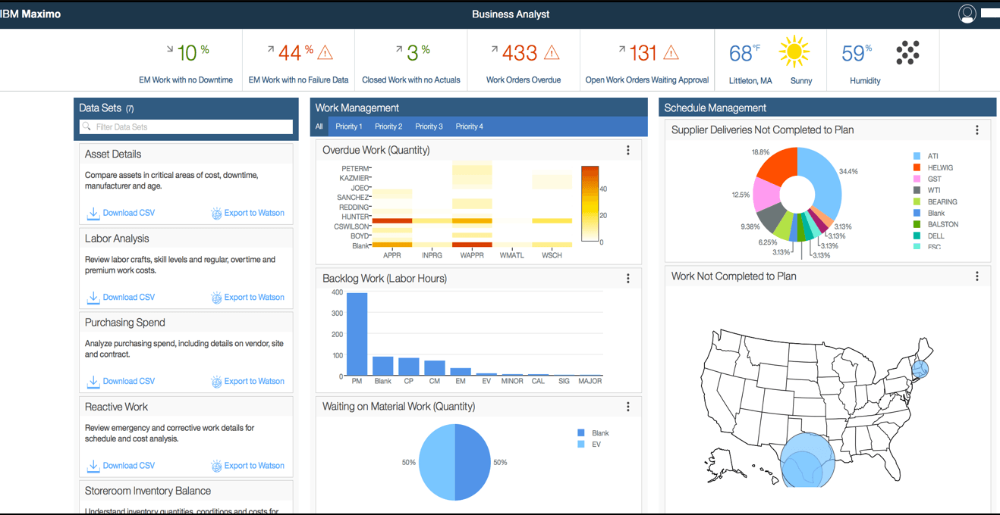 IBM Maximo
Business Analyst
10 %
EM Work with no Downtime
44 %
EM Work with no Failure Data
3 %
Closed Work with no Actuals
433
Work Orders Overdue
131
Open Work Orders Waiting Approval
68°F
Littleton, MA
Sunny
59%
Humidity
Data Sets (7)
Filter Data Sets
Asset Details
Compare assets in critical areas of cost, downtime,
manufacturer and age.
Download CSV
Export to Watson
Labor Analysis
Review labor crafts, skill levels and regular, overtime and
premium work costs.
Download CSV
Export to Watson
Purchasing Spend
Analyze purchasing spend, including details on vendor, site
and contract.
Download CSV
Export to Watson
Reactive Work
Review emergency and corrective work details for
schedule and cost analysis.
Download CSV
Export to Watson
Storeroom Inventory Balance
Understand inventory quantities, conditions and costs for
Work Management
All Priority 1 Priority 2 Priority 3 Priority 4
Overdue Work (Quantity)
PETERM
KAZMIER
JOEO
SANCHEZ
REDDING
HUNTER
CSWILSON
BOYD
Blank
APPR INPRG WAPPR WMATL WSCH
40
20
0
Backlog Work (Labor Hours)
400
300
200
100
0
PM Blank CP CM EM EV MINOR CAL SIG MAJOR
Waiting on Material Work (Quantity)
50%
50%
Blank
EV
Schedule Management
Supplier Deliveries Not Completed to Plan
18.8%
34.4%
12.5%
9.38%
6.25%
3.13%
3.13%
3.13%
3.13%
3.13%
ATI
HELWIG
GST
WTI
BEARING
Blank
BALSTON
DELL
ESC
Work Not Completed to Plan